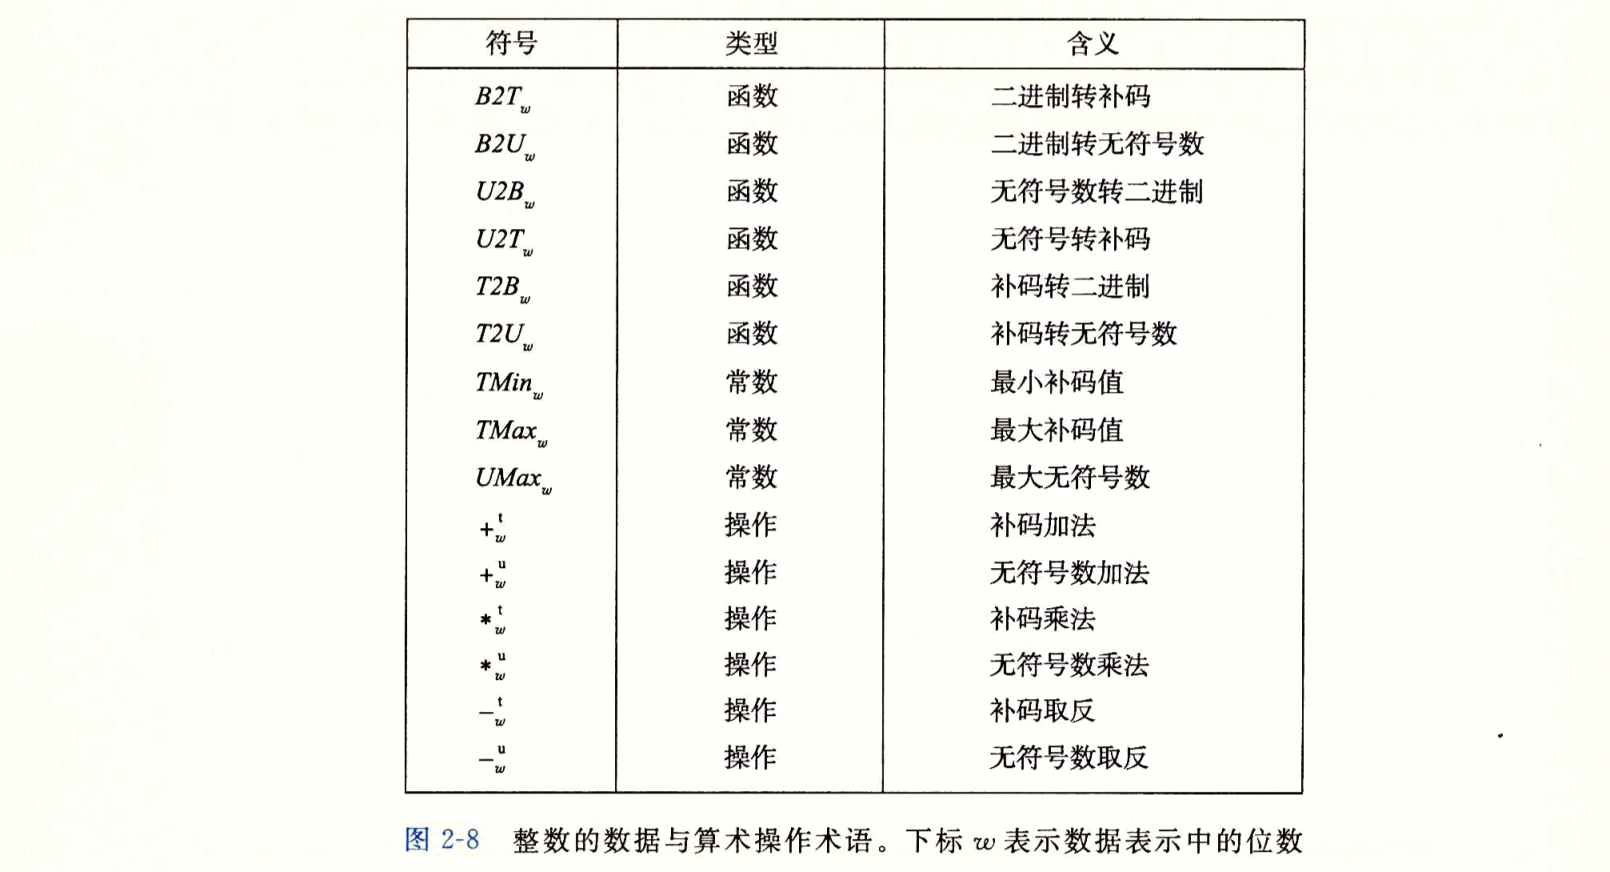 符号 类型 含义
B2T_w 函数 二进制转补码
B2U_w 函数 二进制转无符号数
U2B_w 函数 无符号数转二进制
U2T_w 函数 无符号转补码
T2B_w 函数 补码转二进制
T2U_w 函数 补码转无符号数
TMin_w 常数 最小补码值
TMax_w 常数 最大补码值
UMax_w 常数 最大无符号数
+^t_w 操作 补码加法
+^u_w 操作 无符号数加法
*^t_w 操作 补码乘法
*^u_w 操作 无符号数乘法
-^t_w 操作 补码取反
-^u_w 操作 无符号数取反
图 2-8 整数的数据与算术操作术语。下标 w 表示数据表示中的位数